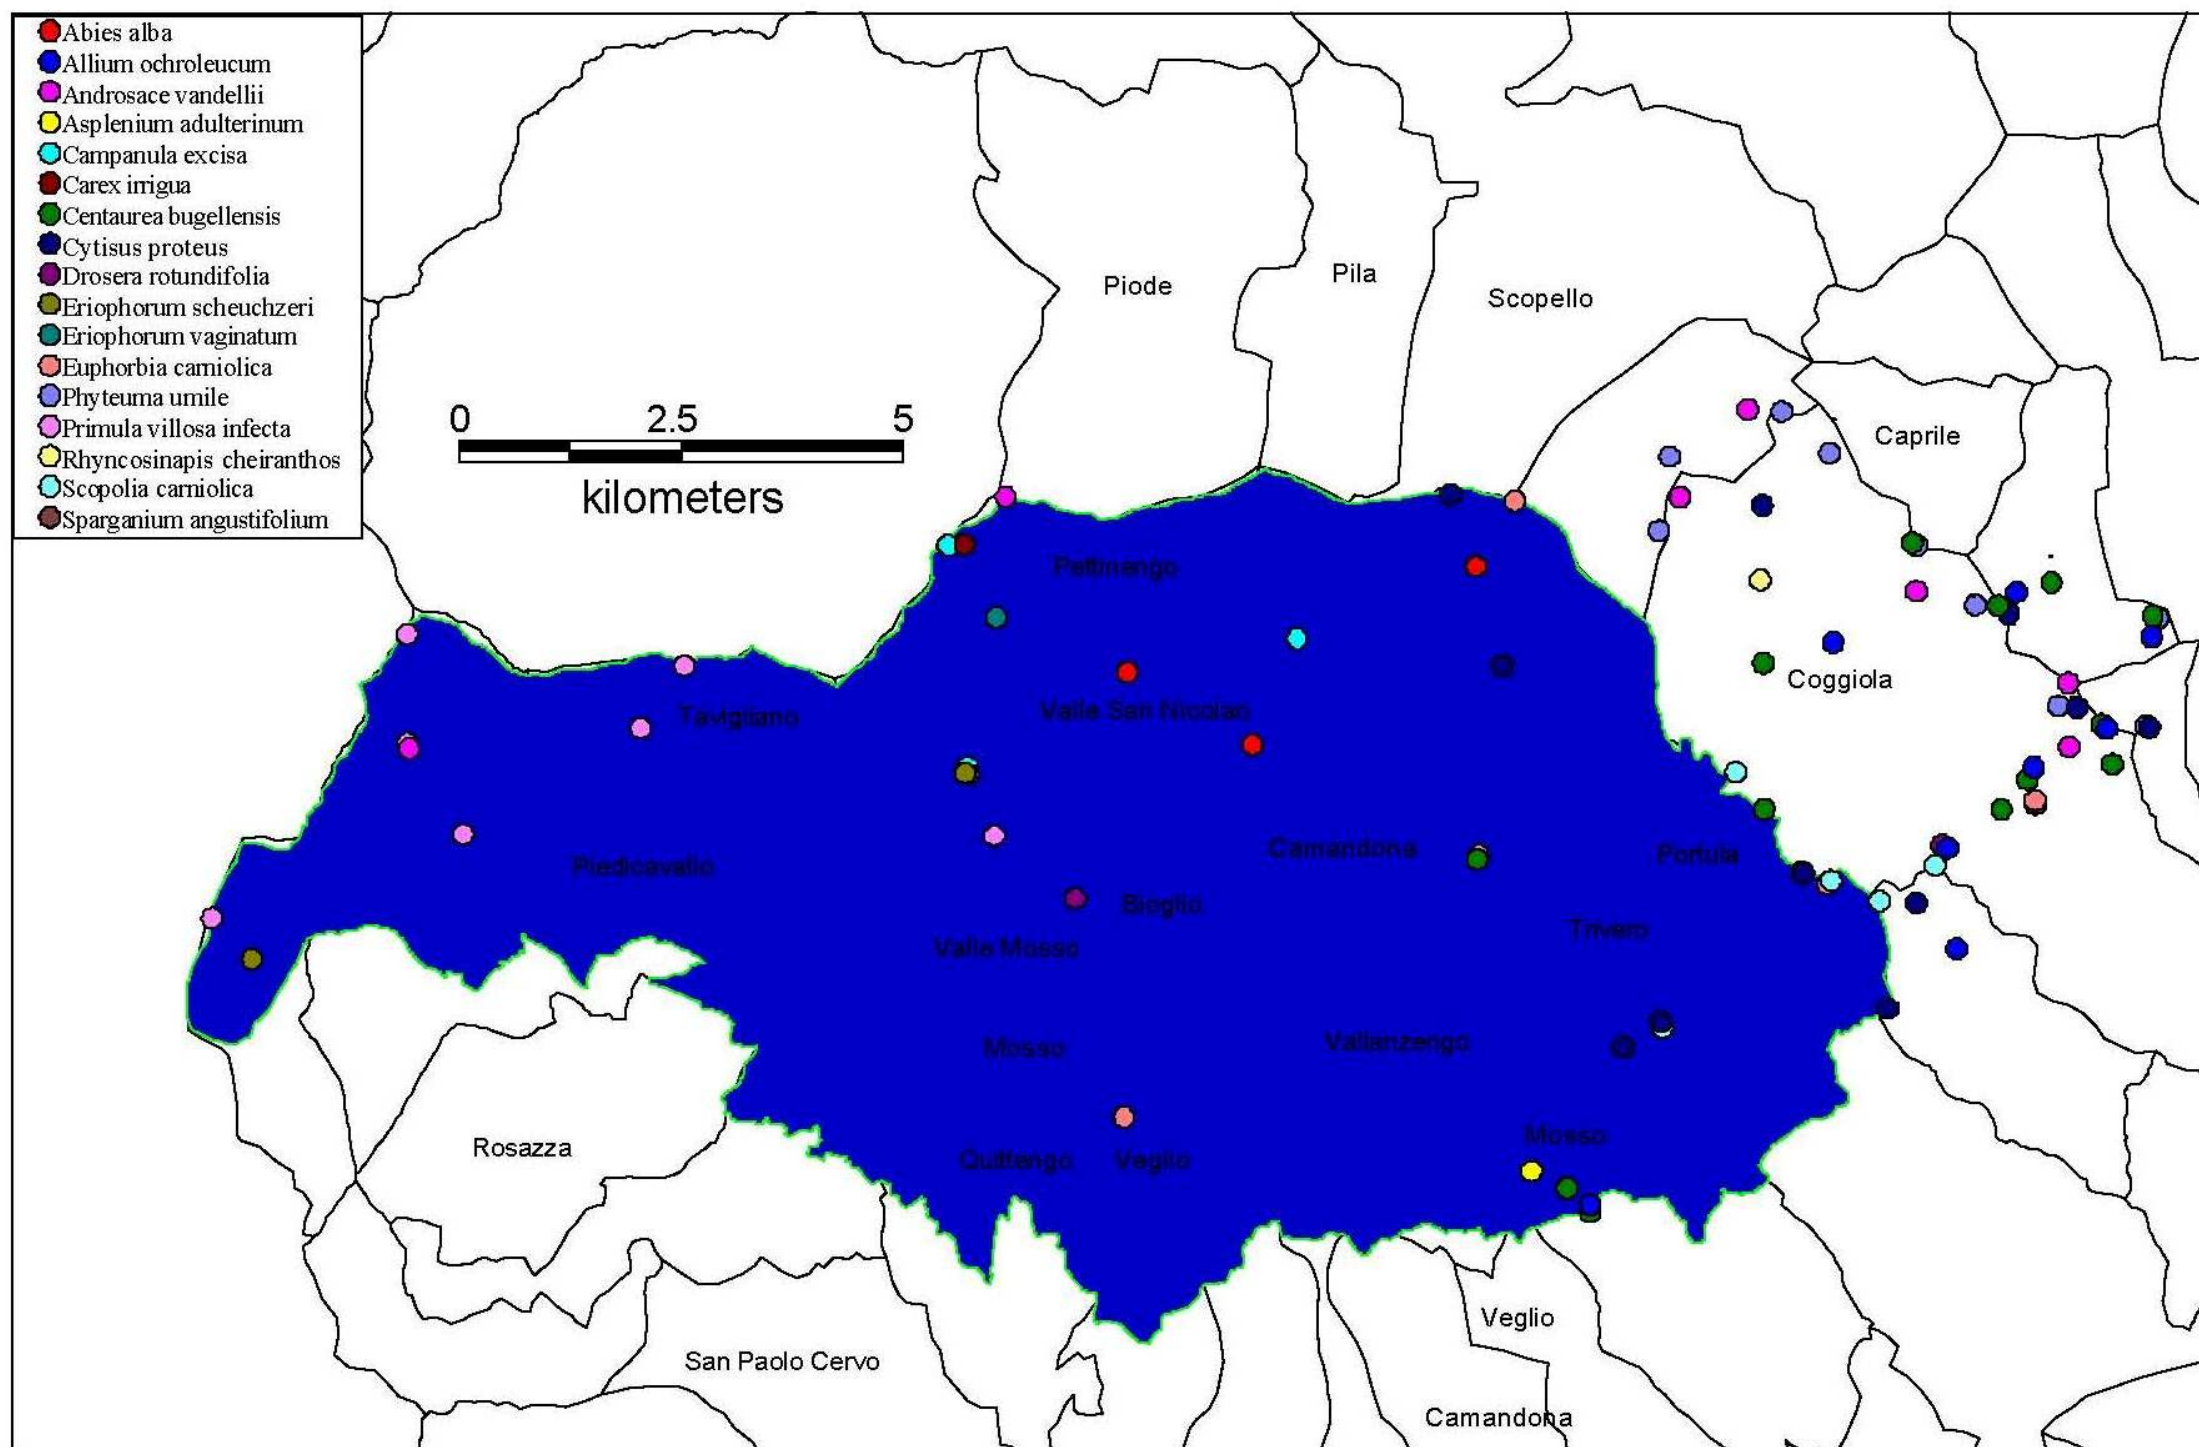 Abies alba
Allium ochroleucum
Androsace vandellii
Asplenium adulterinum
Campanula excisa
Carex irrigua
Centaurea bugellensis
Cytisus proteus
Drosera rotundifolia
Eriophorum scheuchzeri
Eriophorum vaginatum
Euphorbia carniolica
Phyteuma umile
Primula villosa infecta
Rhyncosinapis cheiranthos
Scopolia carniolica
Sparganium angustifolium
Piode
Pila
Scopello
0 2.5 5
kilometers
Caprile
Pettinengo
Coggiola
Valle San Nicolao
Tavigliano
Camandona
Portula
Piedicavallo
Bioglio
Trivero
Valle Mosso
Vallanzengo
Mosso
Mosso
Rosazza
Quittengo
Veglio
Veglio
San Paolo Cervo
Camandona